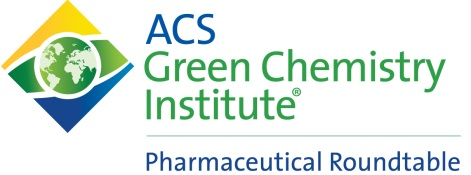 ACS
Green Chemistry
Institute®
Pharmaceutical Roundtable